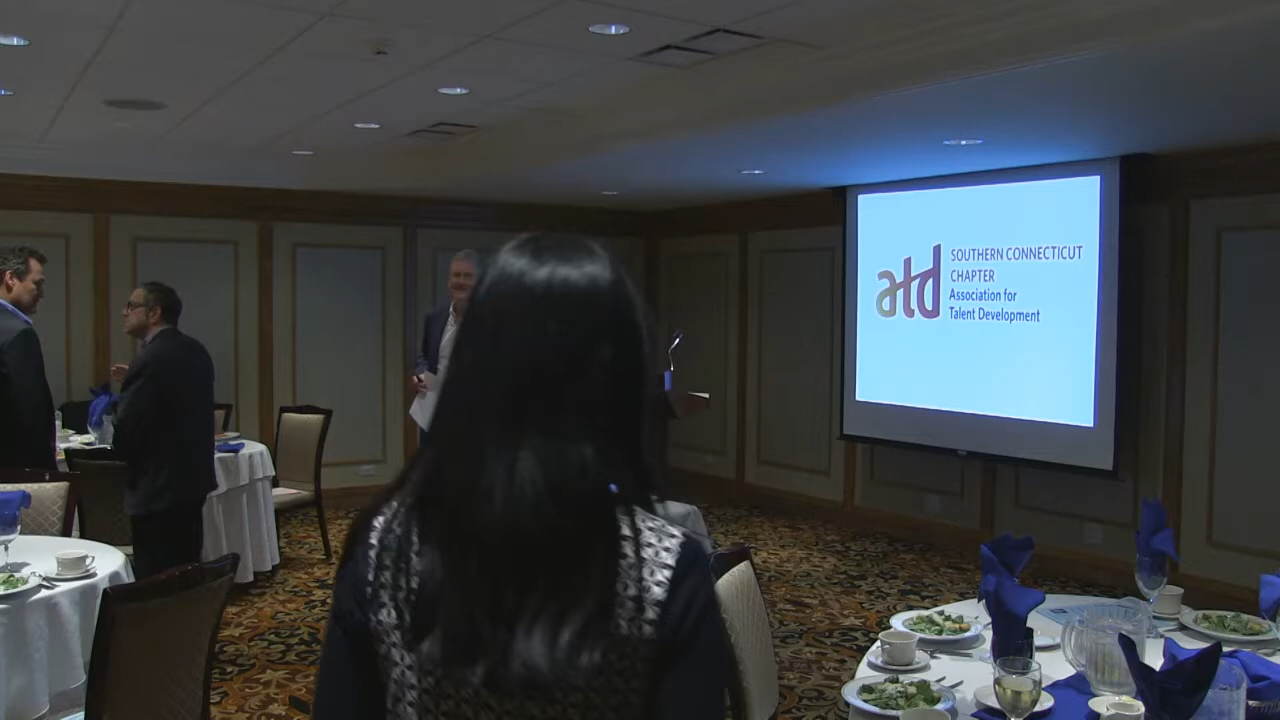 atd
SOUTHERN CONNECTICUT
CHAPTER
Association for
Talent Development